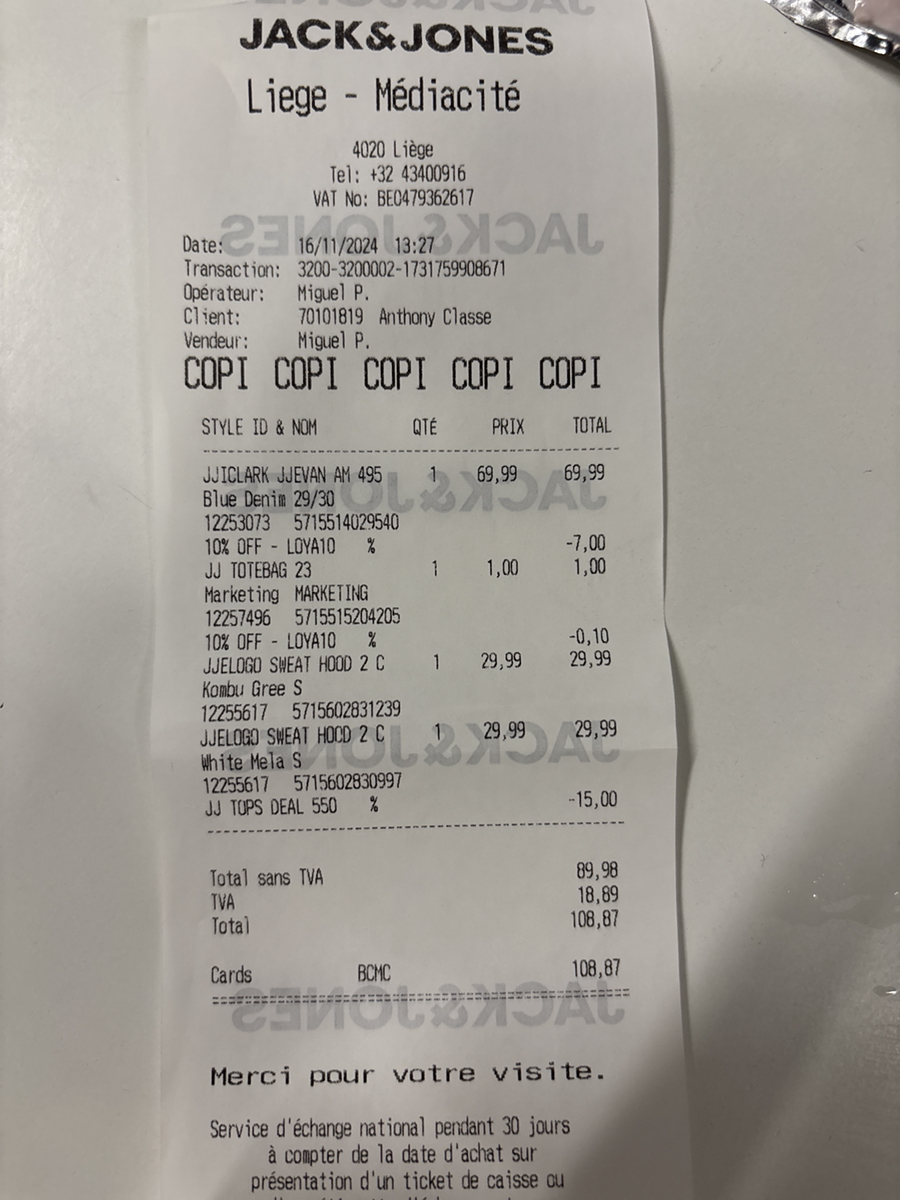 JACK&JONES
Liege - Médiacité
4020 Liège
Tel: +32 43400916
VAT No: BE0479362617
Date: 16/11/2024 13:27
Transaction: 3200-3200002-1731759908671
Opérateur: Miguel P.
Client: 70101819 Anthony Classe
Vendeur: Miguel P.
COPI COPI COPI COPI COPI
STYLE ID & NOM QTÉ PRIX TOTAL
JJICLARK JJEVAN AM 495 1 69,99 69,99
Blue Denim 29/30
12253073 5715514029540
10% OFF - LOYA10 % -7,00
JJ TOTEBAG 23 1 1,00 1,00
Marketing MARKETING
12257496 5715515204205
10% OFF - LOYA10 % -0,10
JJELOGO SWEAT HOOD 2 C 1 29,99 29,99
Kombu Gree S
12255617 5715602831239
JJELOGO SWEAT HOOD 2 C 1 29,99 29,99
White Mela S
12255617 5715602830997
JJ TOPS DEAL 550 % -15,00
Total sans TVA 89,98
TVA 18,89
Total 108,87
Cards BCMC 108,87
Merci pour votre visite.
Service d'échange national pendant 30 jours
à compter de la date d'achat sur
présentation d'un ticket de caisse ou